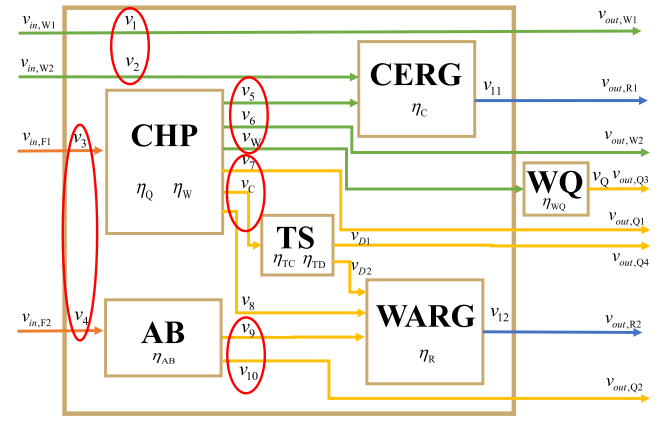 v_in,W1 v_1 v_out,W1
v_in,W2 v_2
CERG
η_C
v_11 v_out,R1
v_5
v_6
v_W
v_out,W2
v_in,F1 v_3
CHP
η_Q η_W
v_7
v_C
WQ
η_WQ
v_Q v_out,Q3
v_out,Q1
TS
η_TC η_TD
v_D1
v_D2
v_out,Q4
v_8
WARG
η_R
v_12 v_out,R2
v_in,F2 v_4
AB
η_AB
v_9
v_10
v_out,Q2